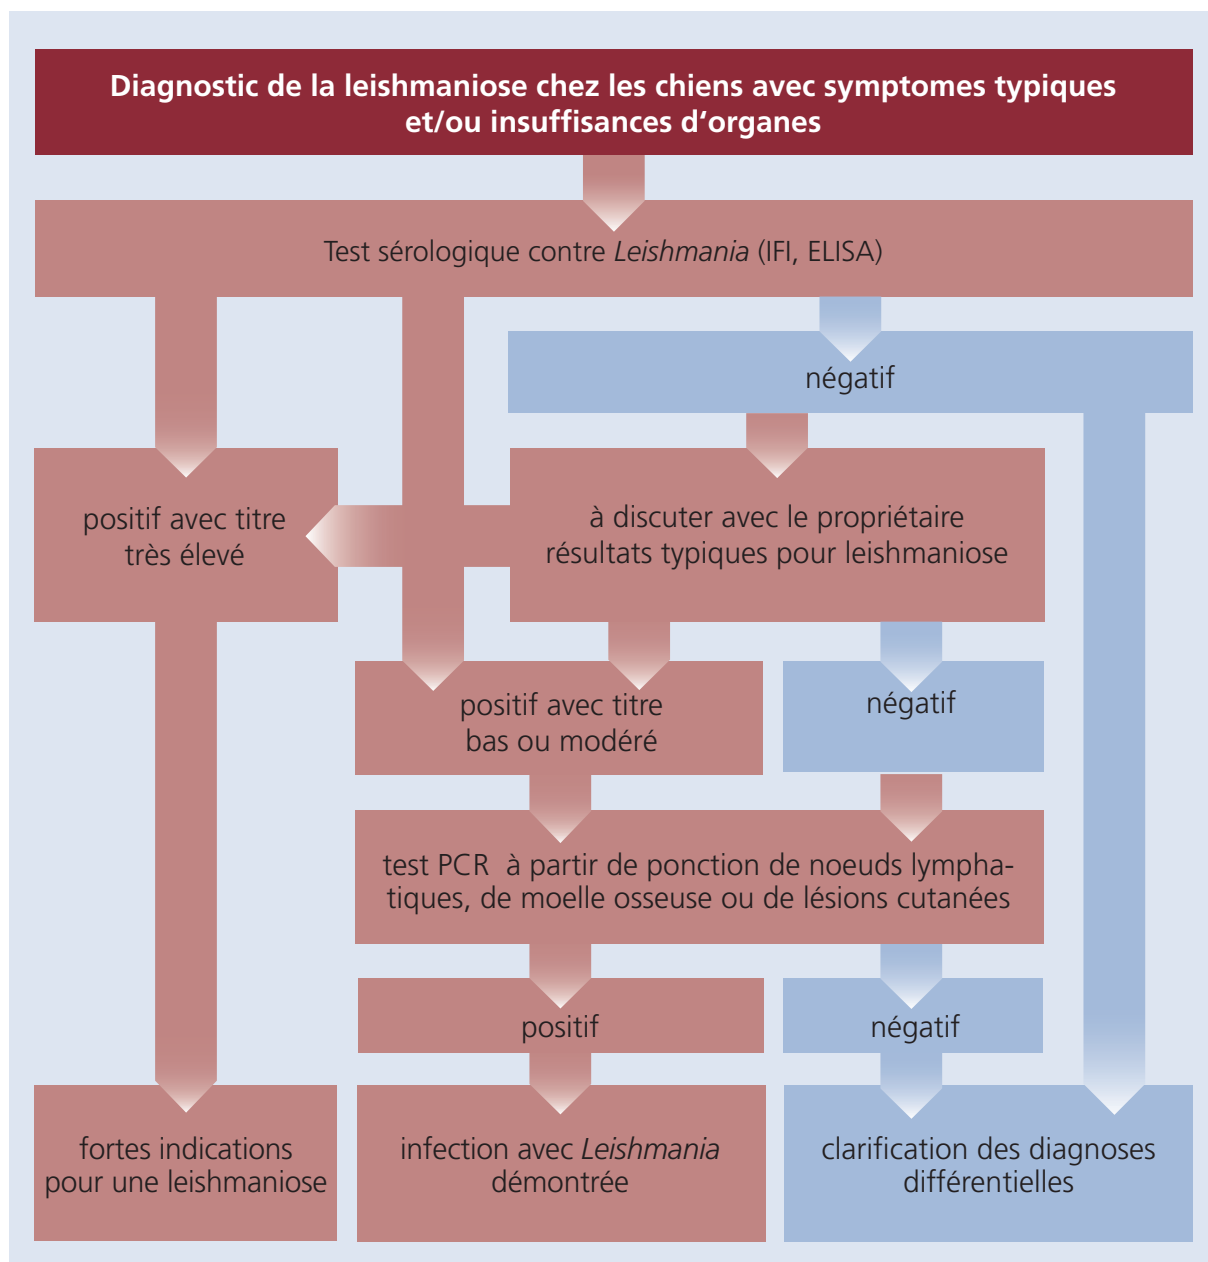 Diagnostic de la leishmaniose chez les chiens avec symptomes typiques
et/ou insuffisances d‘organes
Test sérologique contre Leishmania (IFI, ELISA)
négatif
positif avec titre
très élevé
à discuter avec le propriétaire
résultats typiques pour leishmaniose
positif avec titre
bas ou modéré
négatif
test PCR à partir de ponction de noeuds lympha-
tiques, de moelle osseuse ou de lésions cutanées
positif
négatif
fortes indications
pour une leishmaniose
infection avec Leishmania
démontrée
clarification des diagnoses
différentielles